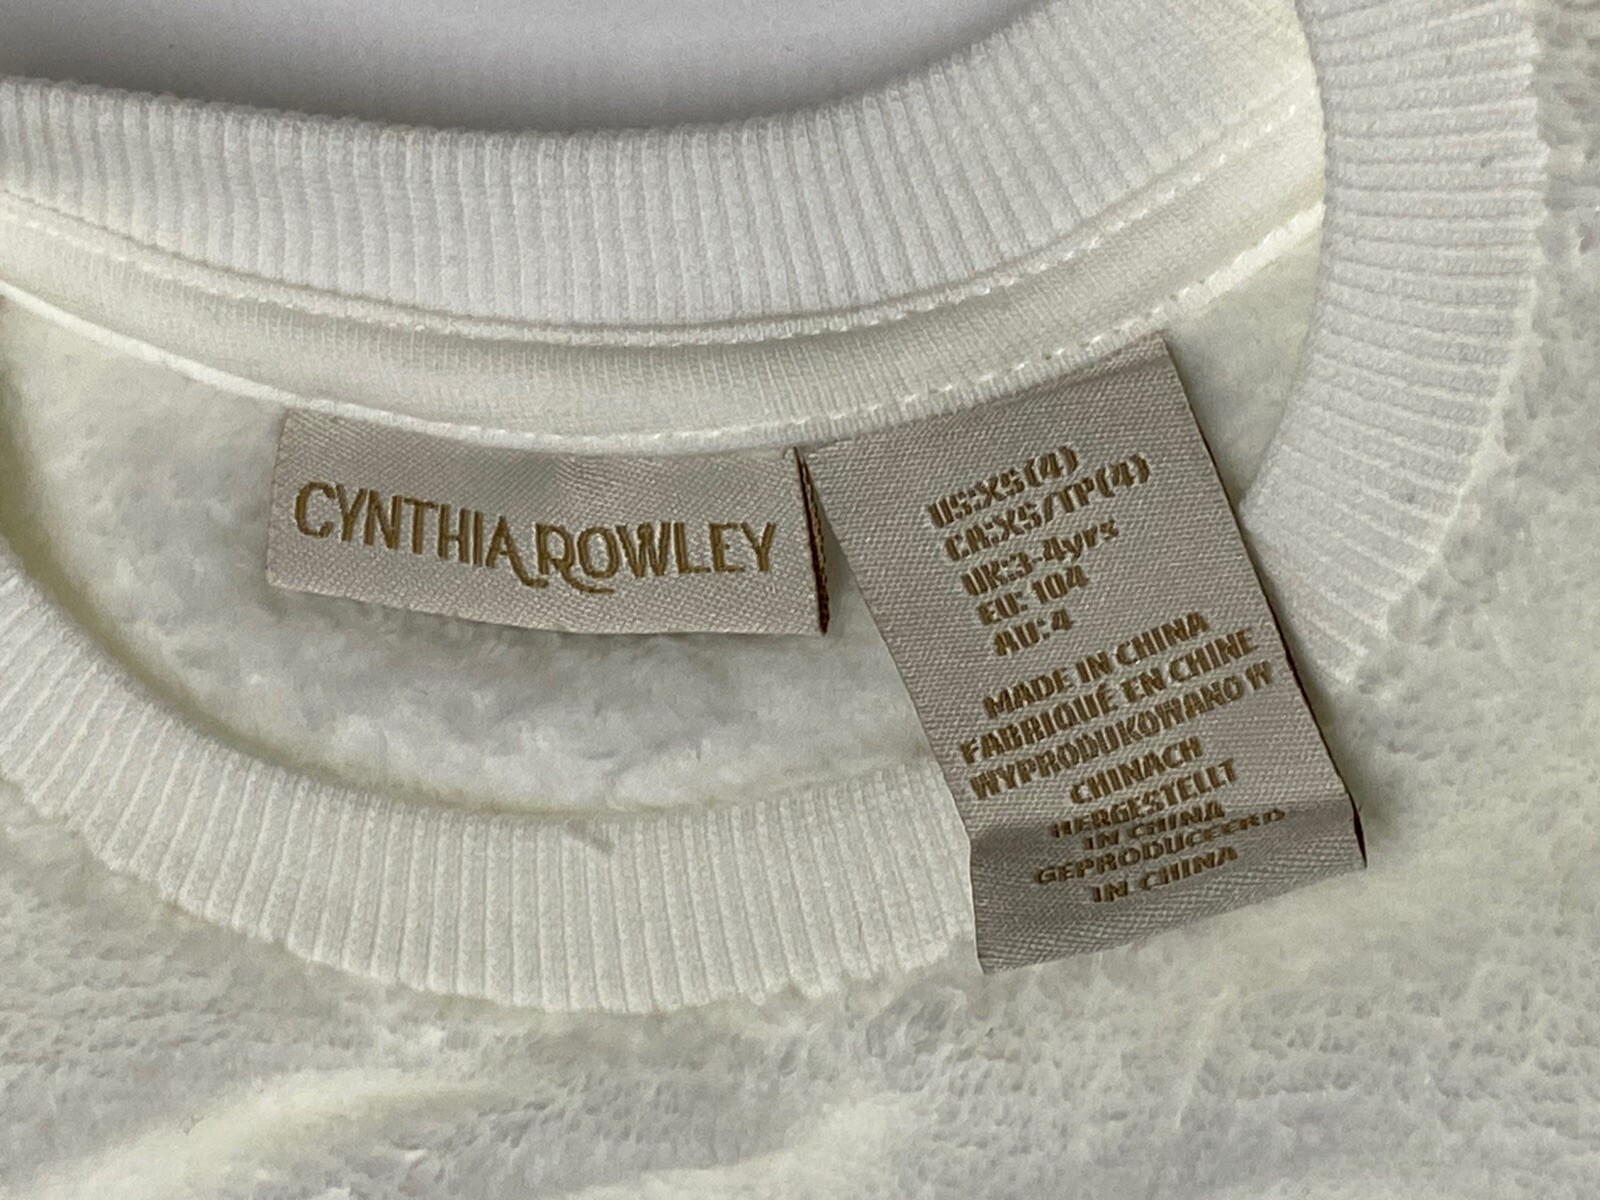 CYNTHIA ROWLEY
US:XS(4)
CA:XS/TP(4)
UK:3-4yrs
EU: 104
AU: 4
MADE IN CHINA
FABRIQUÉ EN CHINE
WYPRODUKOWANO W
CHINACH
HERGESTELLT
IN CHINA
GEPRODUCEERD
IN CHINA